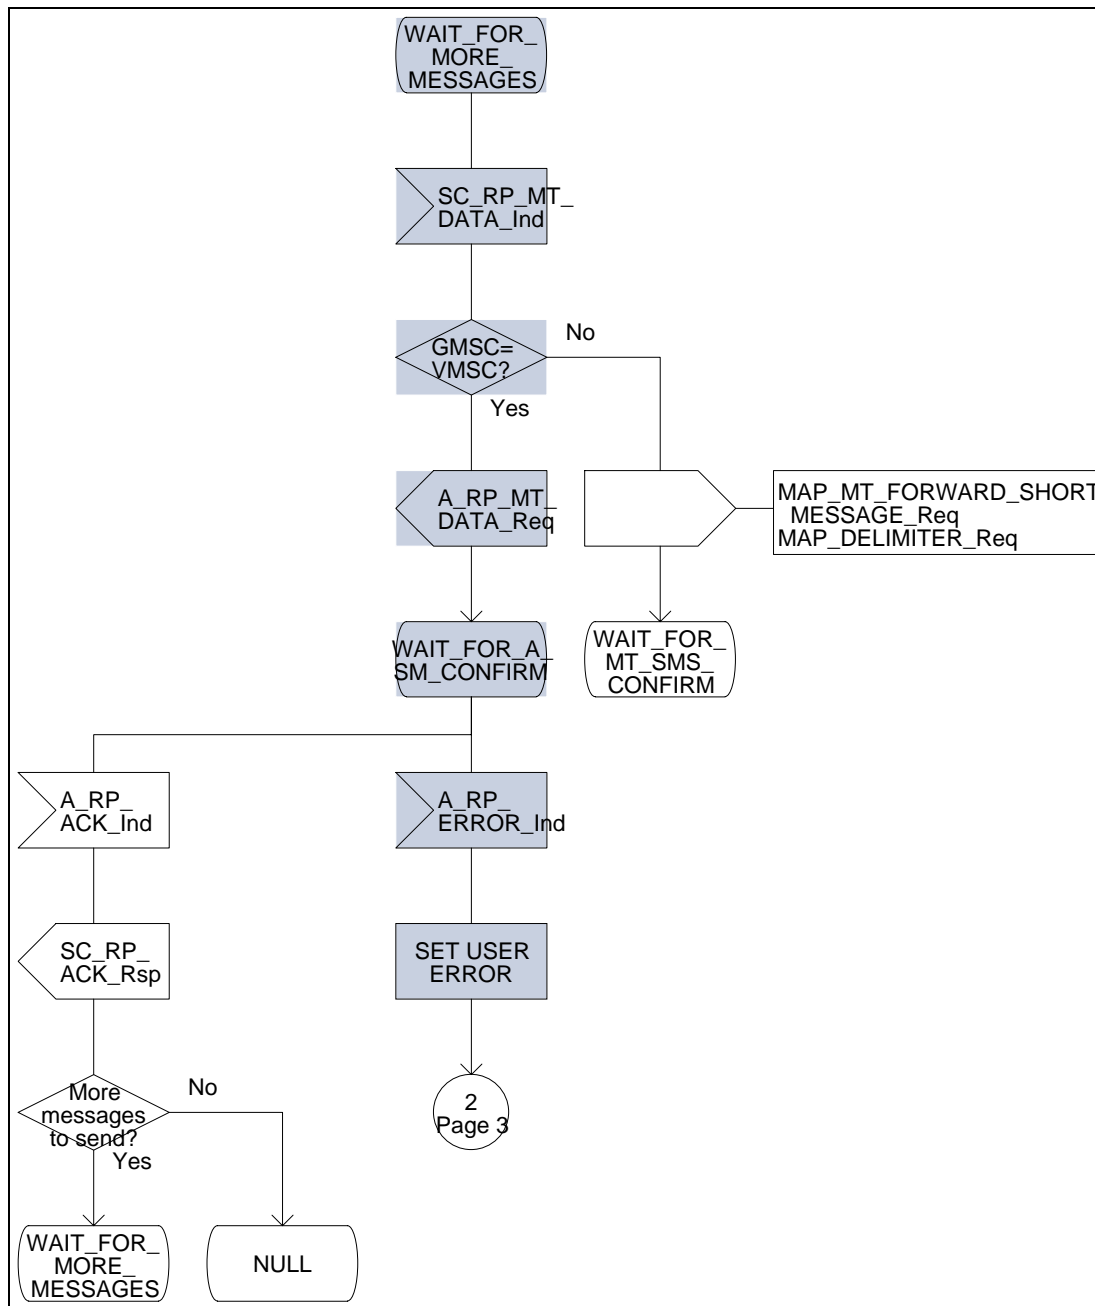 WAIT_FOR_
MORE_
MESSAGES
SC_RP_MT_
DATA_Ind
GMSC=
VMSC?
No
Yes
A_RP_MT_
DATA_Req
MAP_MT_FORWARD_SHORT
MESSAGE_Req
MAP_DELIMITER_Req
WAIT_FOR_A_
SM_CONFIRM
WAIT_FOR_
MT_SMS_
CONFIRM
A_RP_
ACK_Ind
A_RP_
ERROR_Ind
SC_RP_
ACK_Rsp
SET USER
ERROR
More
messages
to send?
No
Yes
2
Page 3
WAIT_FOR_
MORE_
MESSAGES
NULL